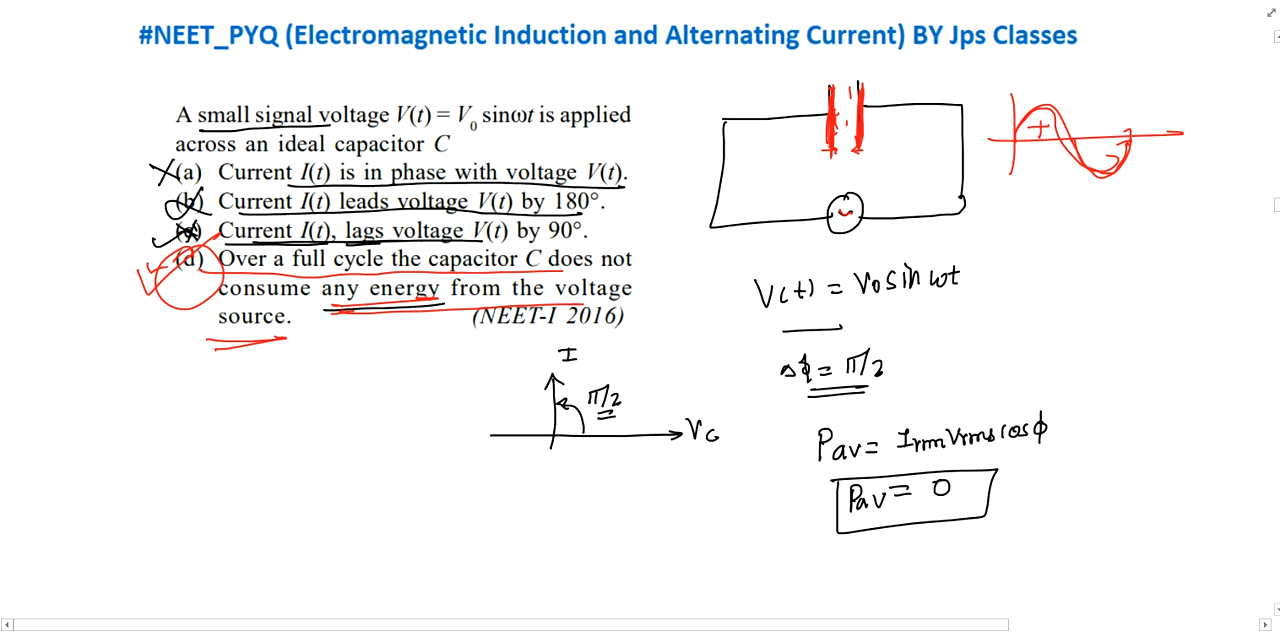 #NEET_PYQ (Electromagnetic Induction and Alternating Current) BY Jps Classes
A small signal voltage V(t) = V₀ sinωt is applied
across an ideal capacitor C
(a) Current I(t) is in phase with voltage V(t).
(b) Current I(t) leads voltage V(t) by 180°.
(c) Current I(t), lags voltage V(t) by 90°.
(d) Over a full cycle the capacitor C does not
consume any energy from the voltage
source. (NEET-I 2016)
+
V(t) = V₀ sin ωt
I
π/2
Δϕ = π/2
Pav = Irm Vrms cos ϕ
Pav = 0